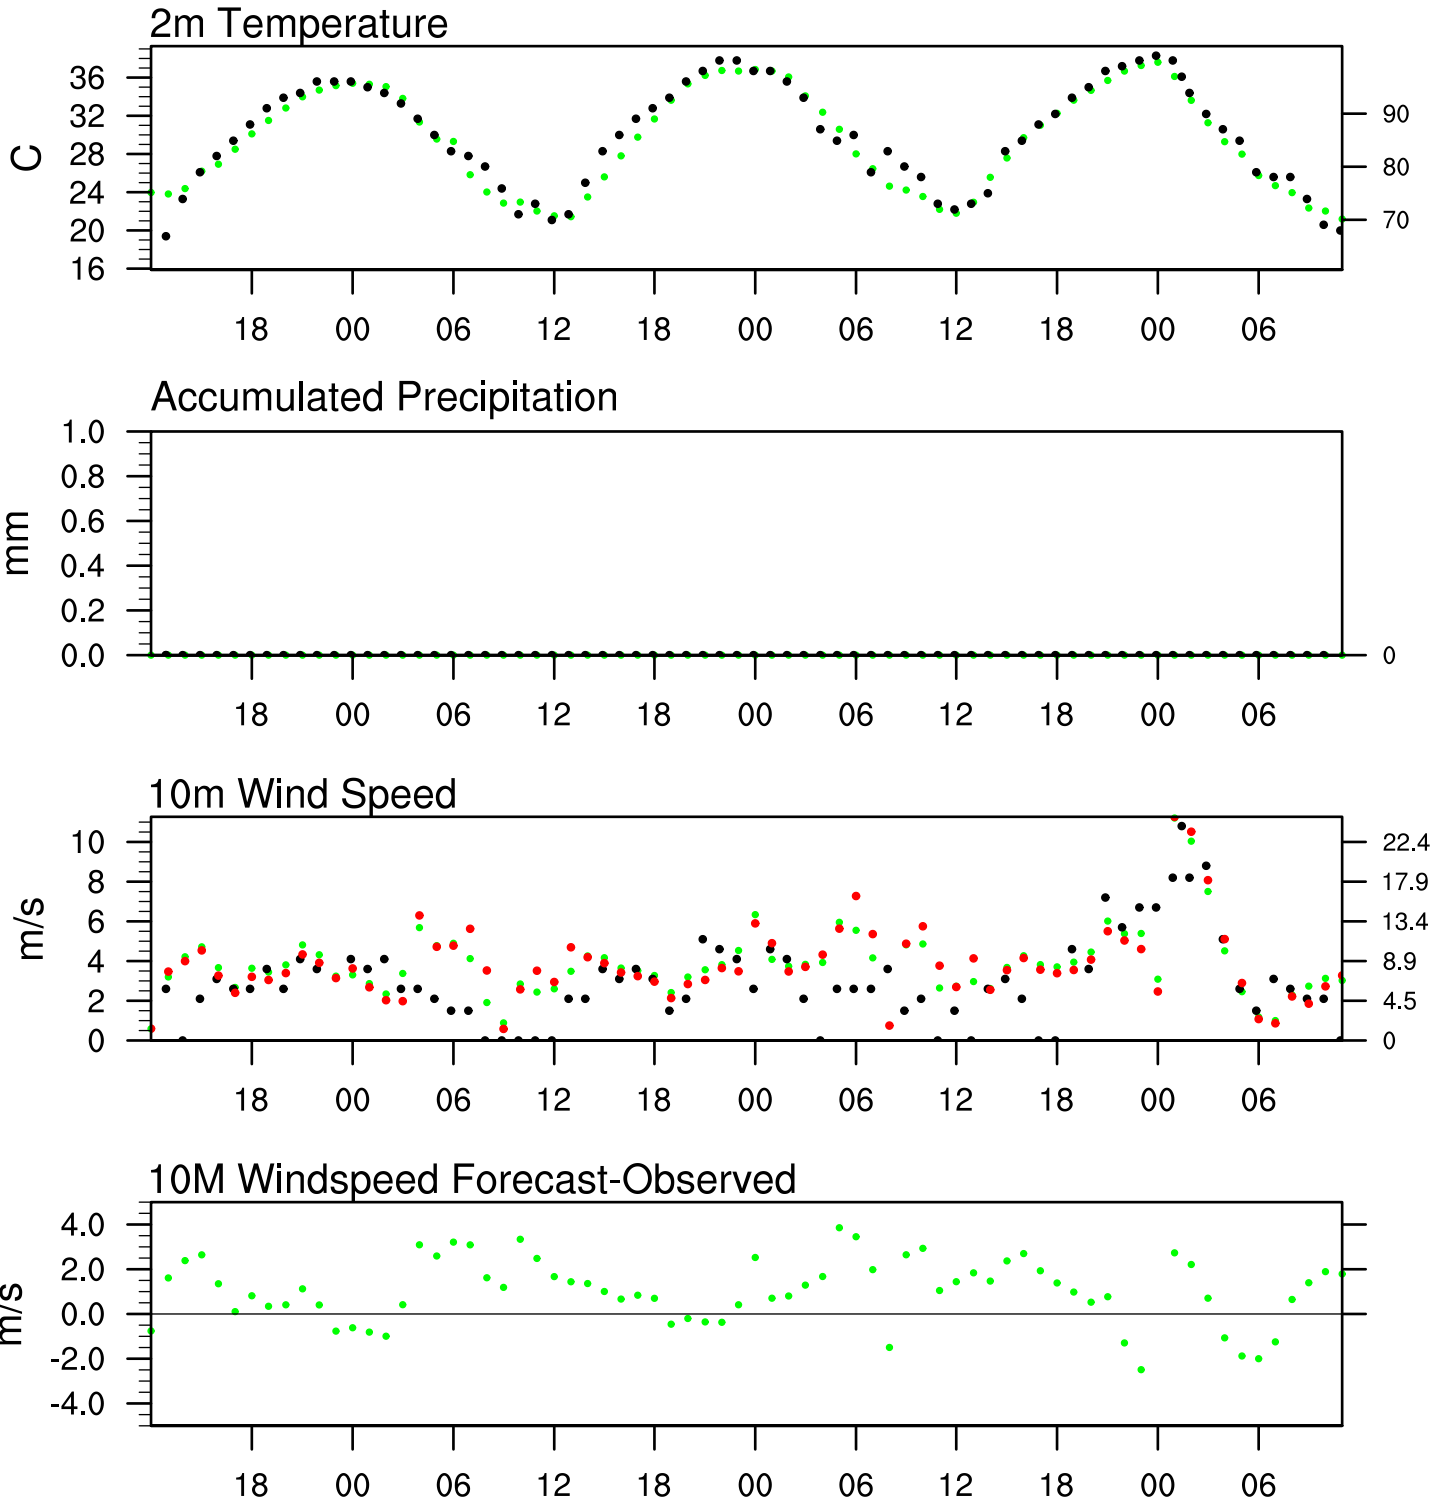 2m Temperature
C
36
32
28
24
20
16
90
80
70
18 00 06 12 18 00 06 12 18 00 06
Accumulated Precipitation
mm
1.0
0.8
0.6
0.4
0.2
0.0
0
18 00 06 12 18 00 06 12 18 00 06
10m Wind Speed
m/s
10
8
6
4
2
0
22.4
17.9
13.4
8.9
4.5
0
18 00 06 12 18 00 06 12 18 00 06
10M Windspeed Forecast-Observed
m/s
4.0
2.0
0.0
-2.0
-4.0
18 00 06 12 18 00 06 12 18 00 06